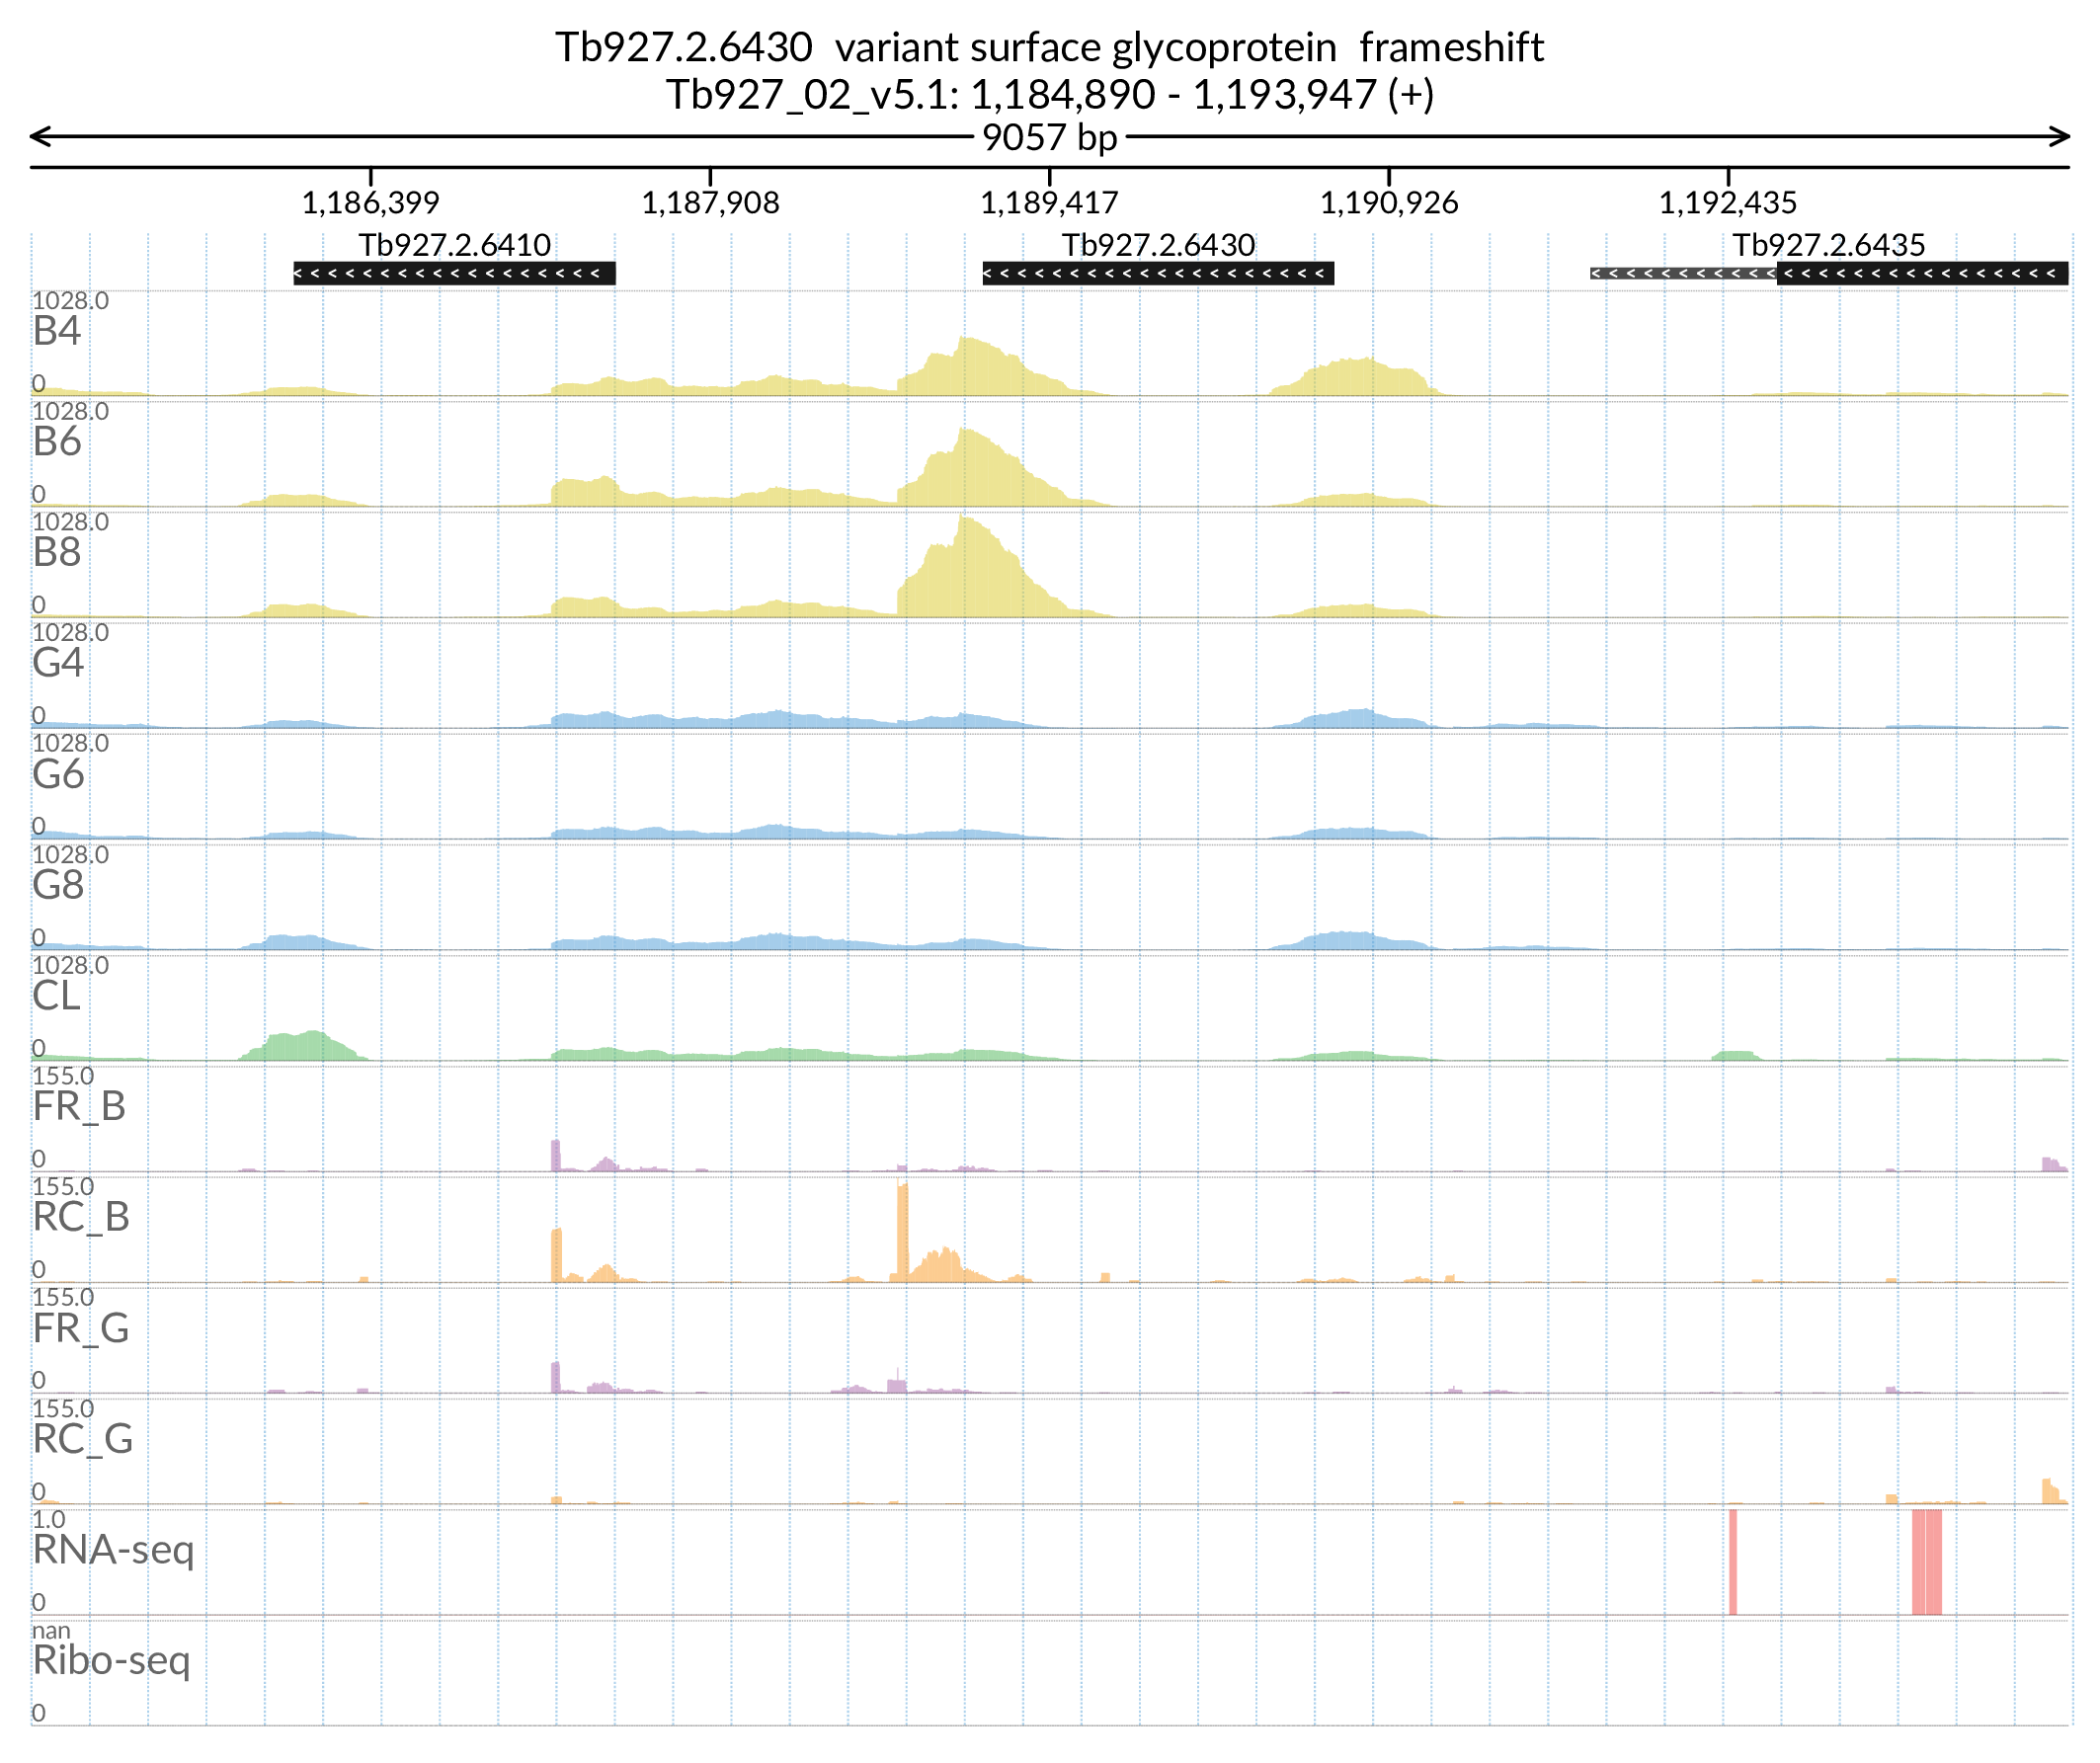 Tb927.2.6430  variant surface glycoprotein  frameshift
Tb927_02_v5.1: 1,184,890 - 1,193,947 (+)
9057 bp
1,186,399 1,187,908 1,189,417 1,190,926 1,192,435
Tb927.2.6410 Tb927.2.6430 Tb927.2.6435
1028.0
B4
0
1028.0
B6
0
1028.0
B8
0
1028.0
G4
0
1028.0
G6
0
1028.0
G8
0
1028.0
CL
0
155.0
FR_B
0
155.0
RC_B
0
155.0
FR_G
0
155.0
RC_G
0
1.0
RNA-seq
0
nan
Ribo-seq
0